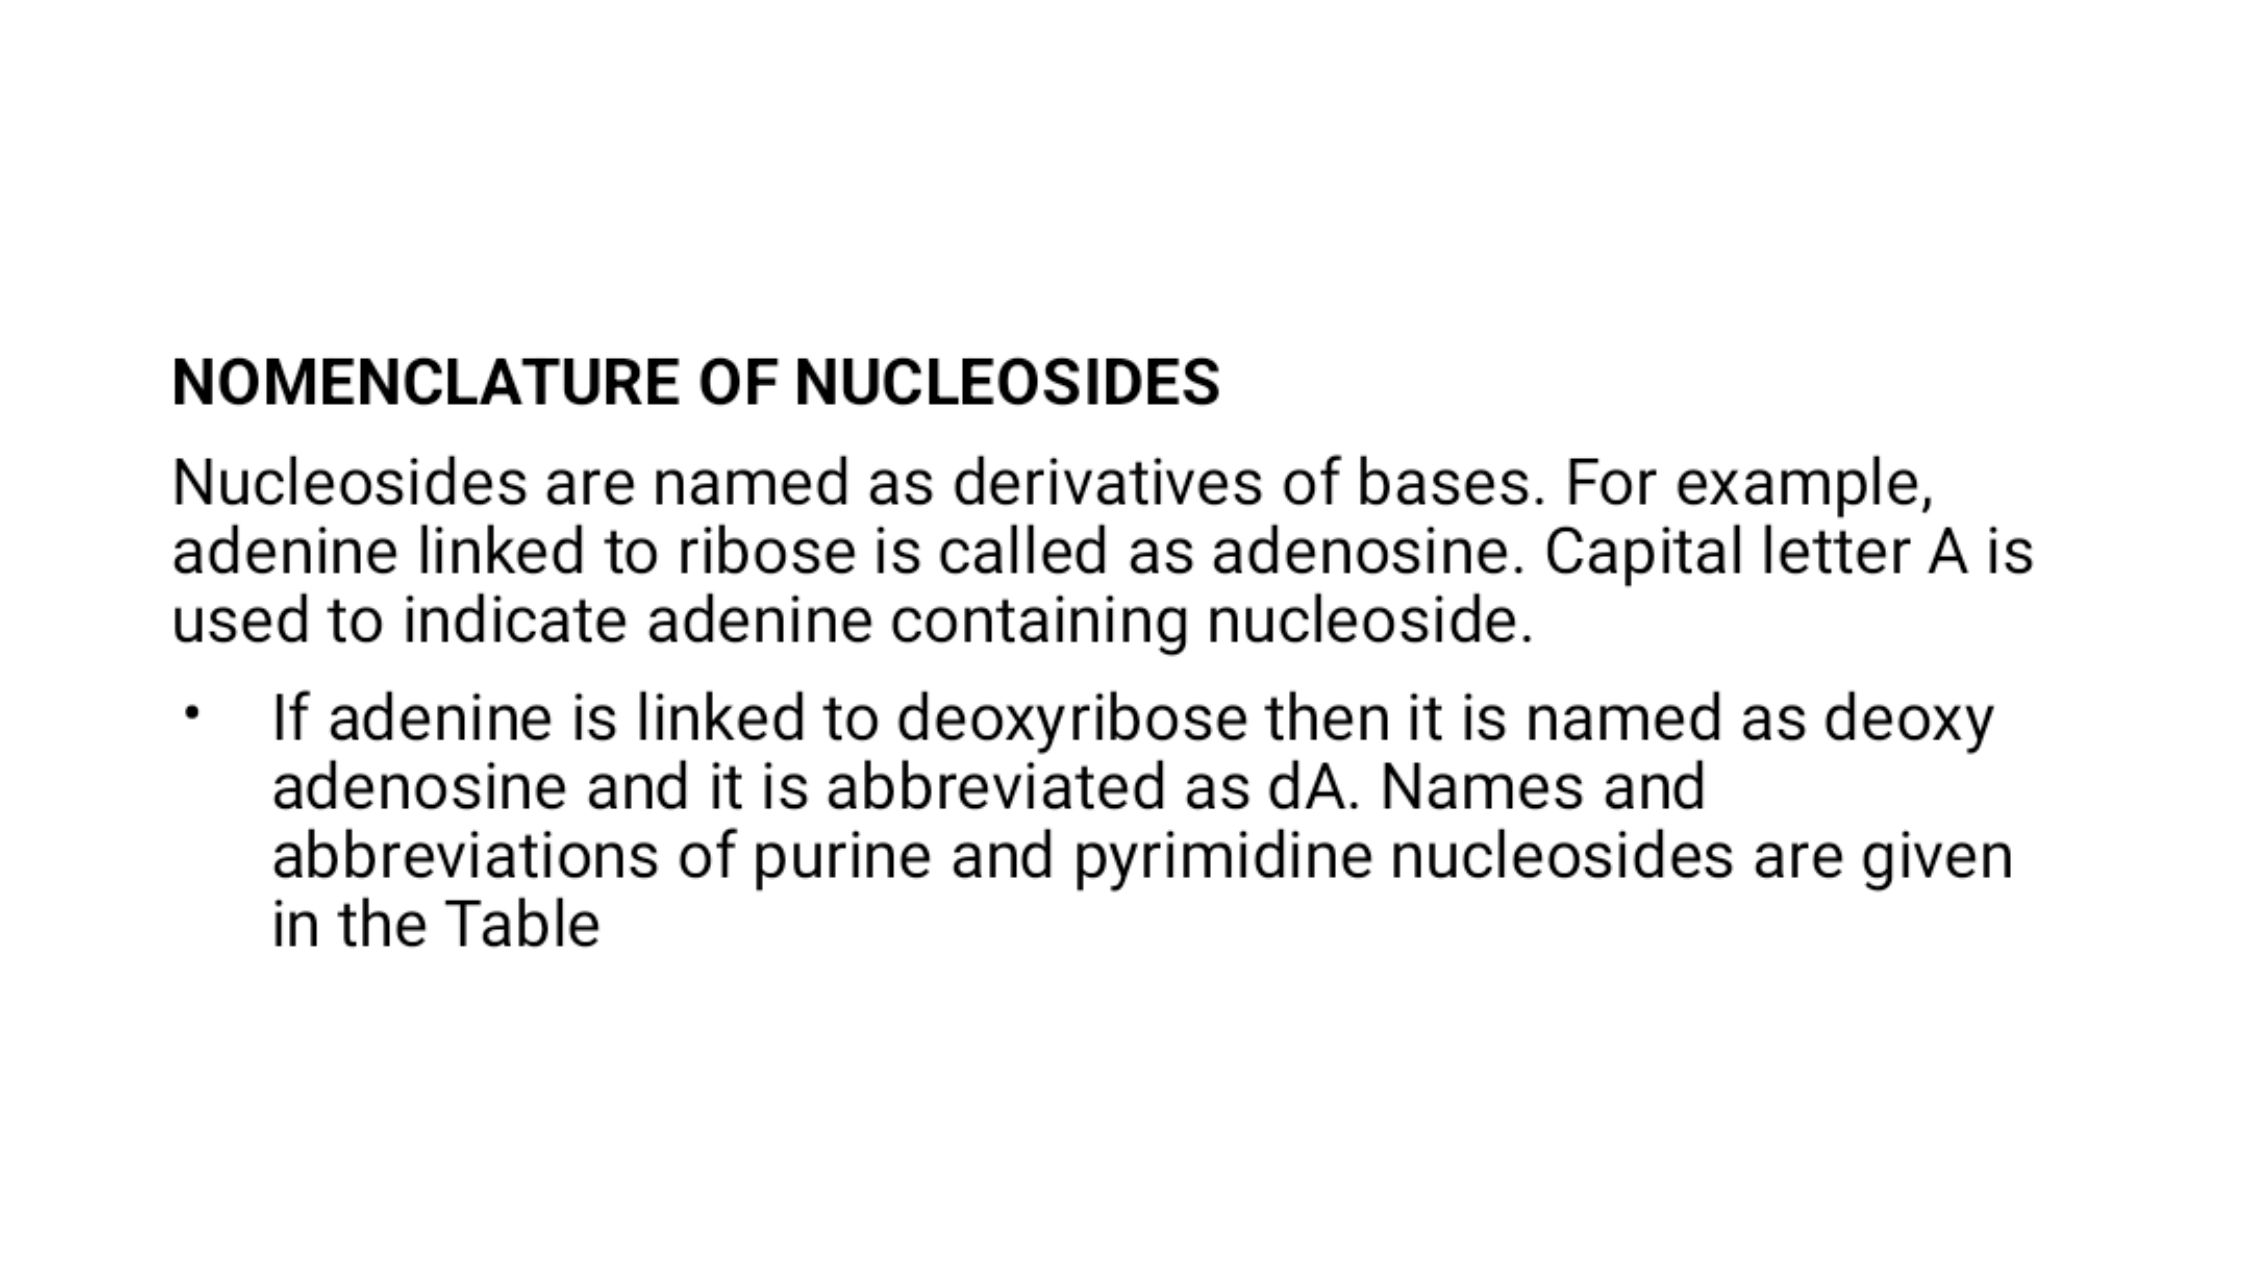 NOMENCLATURE OF NUCLEOSIDES
Nucleosides are named as derivatives of bases. For example,
adenine linked to ribose is called as adenosine. Capital letter A is
used to indicate adenine containing nucleoside.
• If adenine is linked to deoxyribose then it is named as deoxy
adenosine and it is abbreviated as dA. Names and
abbreviations of purine and pyrimidine nucleosides are given
in the Table